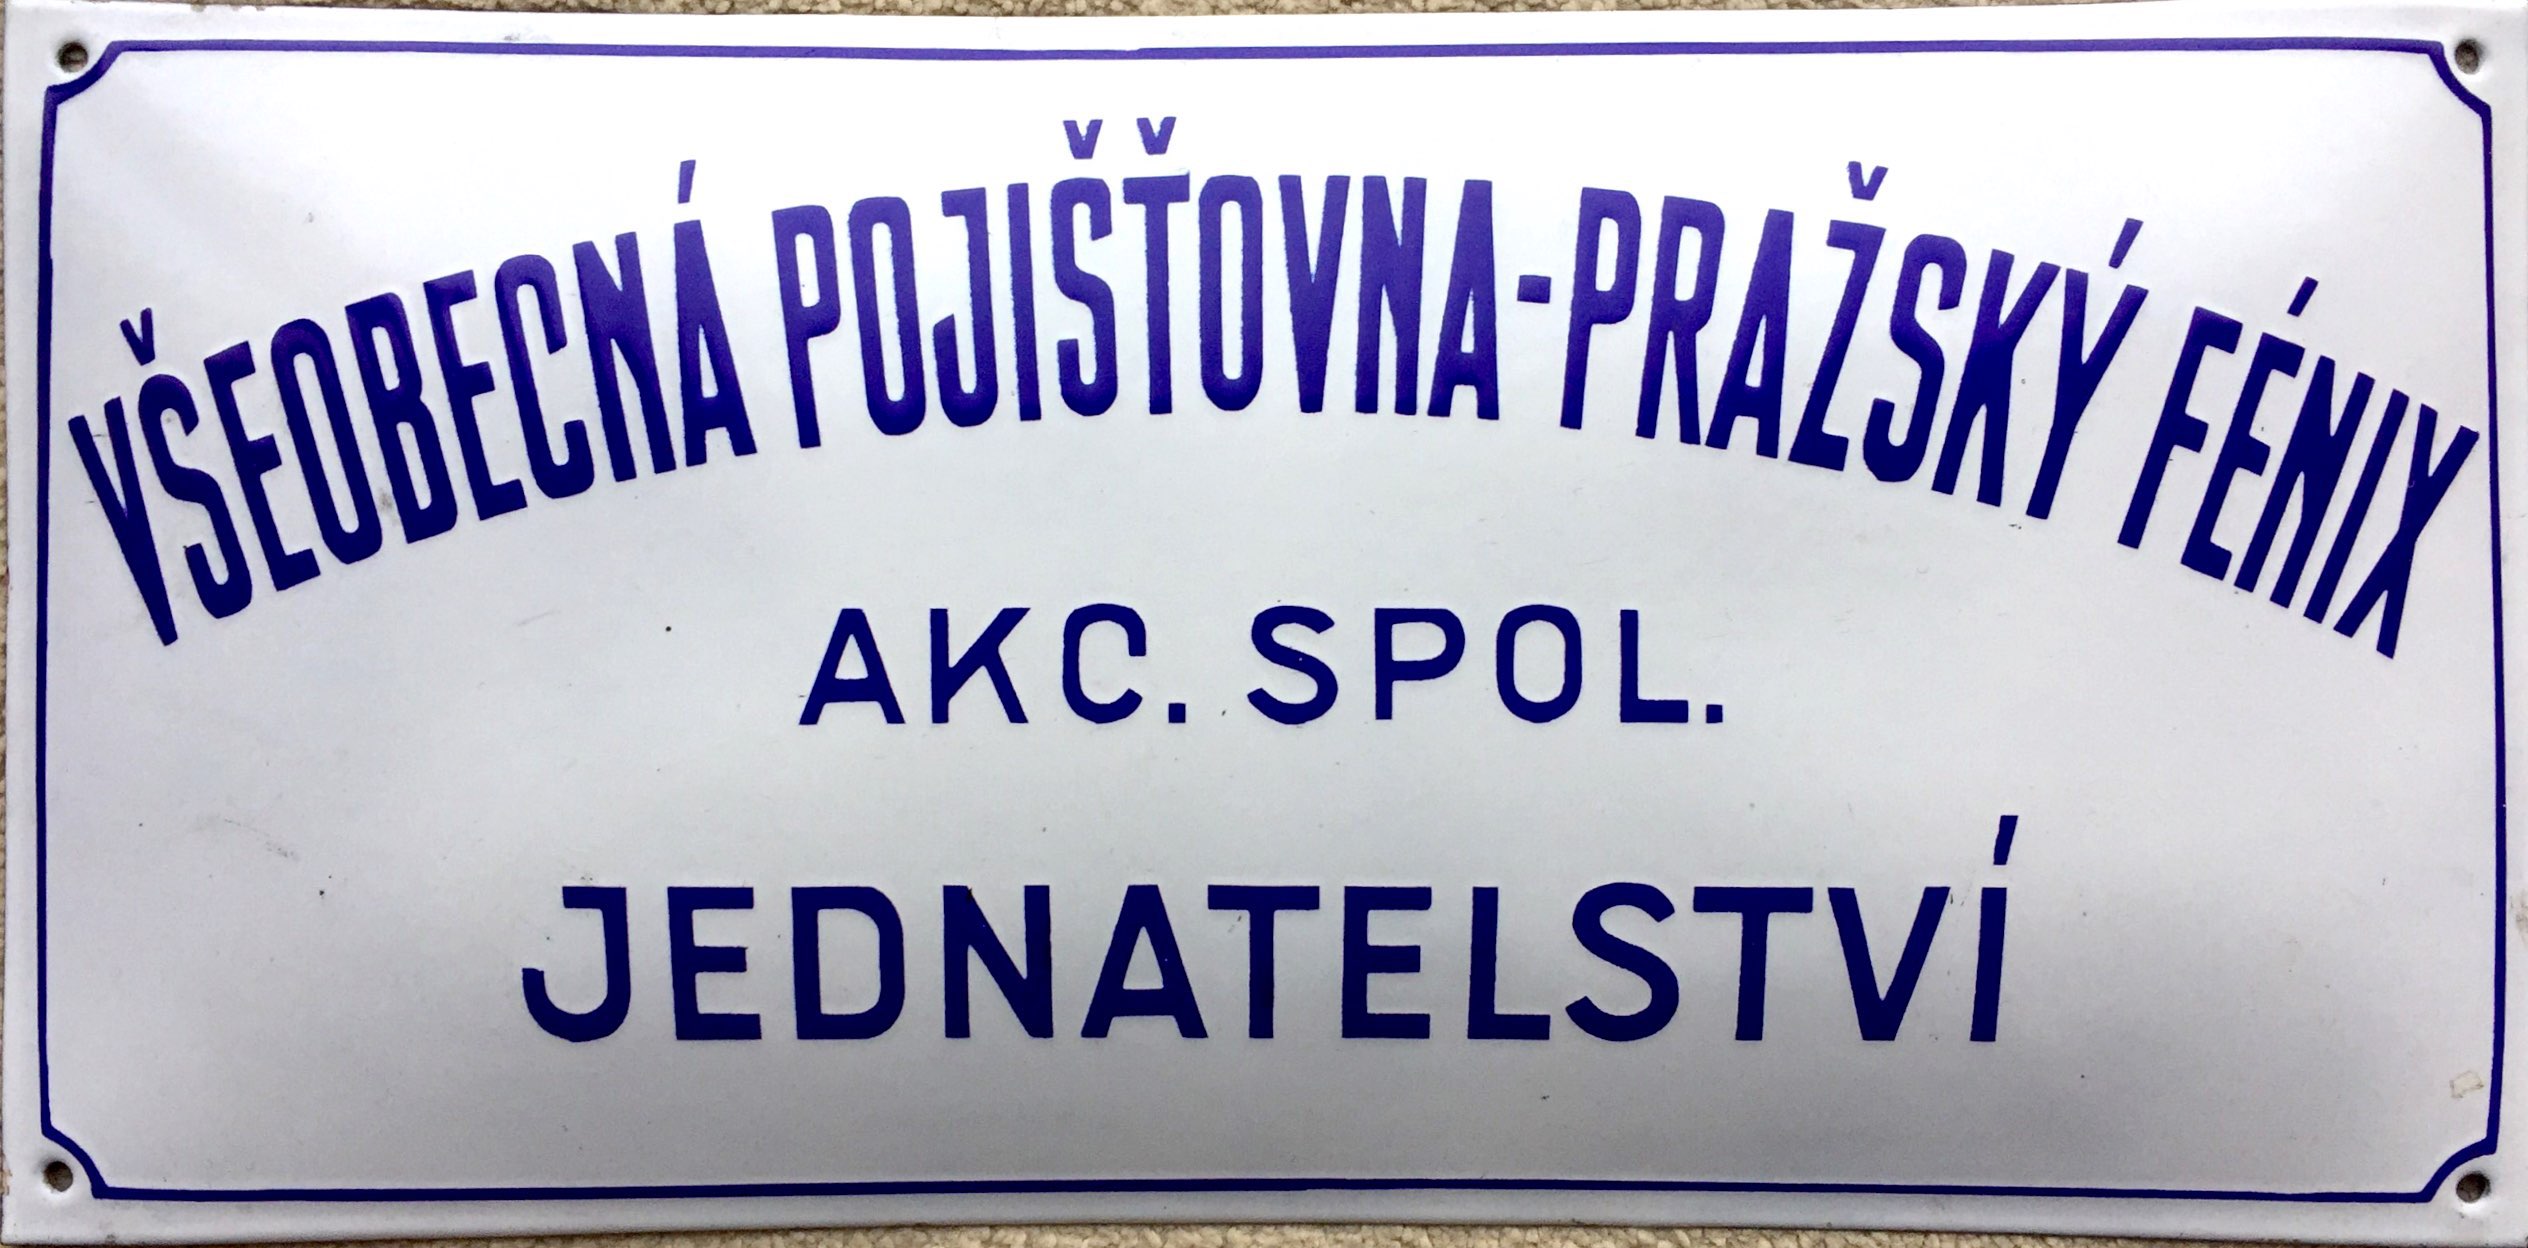 VŠEOBECNÁ POJIŠŤOVNA-PRAŽSKÝ FÉNIX
AKC. SPOL.
JEDNATELSTVÍ